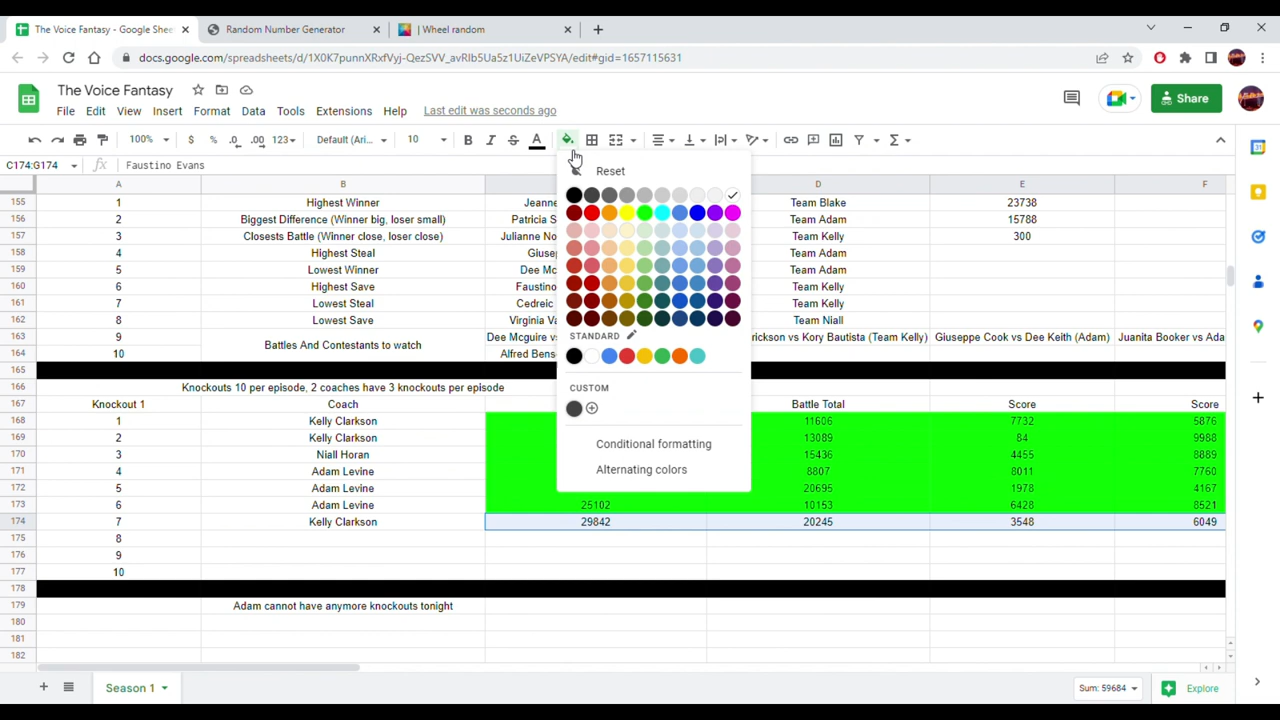 The Voice Fantasy - Google Shee
Random Number Generator
| Wheel random
docs.google.com/spreadsheets/d/1X0K7punnXRxfVyj-QezSVV_avRIb5Ua5z1UiZeVPSYA/edit#gid=1657115631
The Voice Fantasy
File Edit View Insert Format Data Tools Extensions Help Last edit was seconds ago
Share
100% $ % .0 .00 123 Default (Ari... 10 B I S A
C174:G174 fx Faustino Evans
Reset
A B D E F
155 1 Highest Winner Jeanne Team Blake 23738
156 2 Biggest Difference (Winner big, loser small) Patricia S Team Adam 15788
157 3 Closests Battle (Winner close, loser close) Julianne No Team Kelly 300
158 4 Highest Steal Giuse Team Adam
159 5 Lowest Winner Dee Mc Team Adam
160 6 Highest Save Faustino Team Kelly
161 7 Lowest Steal Cedreic Team Kelly
162 8 Lowest Save Virginia Va Team Niall
163 9 Battles And Contestants to watch Dee Mcguire vs rickson vs Kory Bautista (Team Kelly) Giuseppe Cook vs Dee Keith (Adam) Juanita Booker vs Ada
164 10 Alfred Bens
165
166 Knockouts 10 per episode, 2 coaches have 3 knockouts per episode
167 Knockout 1 Coach Battle Total Score Score
168 1 Kelly Clarkson 11606 7732 5876
169 2 Kelly Clarkson 13089 84 9988
170 3 Niall Horan 15436 4455 8889
171 4 Adam Levine 8807 8011 7760
172 5 Adam Levine 20695 1978 4167
173 6 Adam Levine 25102 10153 6428 8521
174 7 Kelly Clarkson 29842 20245 3548 6049
175 8
176 9
177 10
178
179 Adam cannot have anymore knockouts tonight
180
181
182
STANDARD
CUSTOM
Conditional formatting
Alternating colors
Season 1
Sum: 59684
Explore